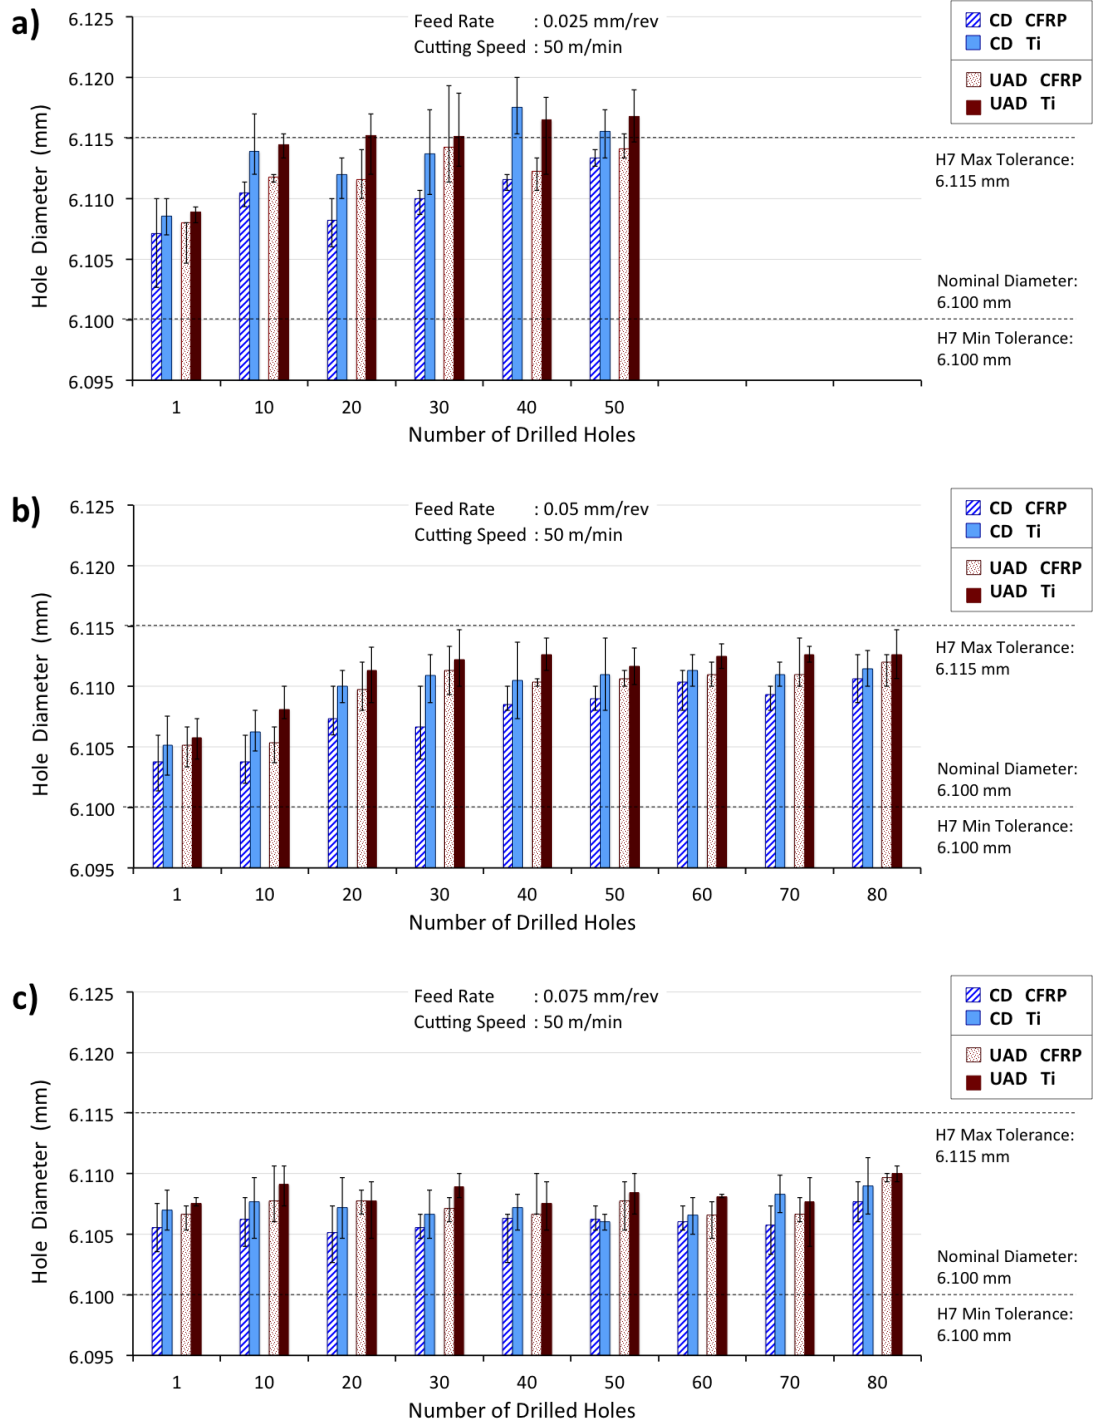 a)
Feed Rate : 0.025 mm/rev
Cutting Speed : 50 m/min
CD CFRP
CD Ti
UAD CFRP
UAD Ti
Hole Diameter (mm)
6.125
6.120
6.115
6.110
6.105
6.100
6.095
H7 Max Tolerance:
6.115 mm
Nominal Diameter:
6.100 mm
H7 Min Tolerance:
6.100 mm
1 10 20 30 40 50
Number of Drilled Holes
b)
Feed Rate : 0.05 mm/rev
Cutting Speed : 50 m/min
CD CFRP
CD Ti
UAD CFRP
UAD Ti
Hole Diameter (mm)
6.125
6.120
6.115
6.110
6.105
6.100
6.095
H7 Max Tolerance:
6.115 mm
Nominal Diameter:
6.100 mm
H7 Min Tolerance:
6.100 mm
1 10 20 30 40 50 60 70 80
Number of Drilled Holes
c)
Feed Rate : 0.075 mm/rev
Cutting Speed : 50 m/min
CD CFRP
CD Ti
UAD CFRP
UAD Ti
Hole Diameter (mm)
6.125
6.120
6.115
6.110
6.105
6.100
6.095
H7 Max Tolerance:
6.115 mm
Nominal Diameter:
6.100 mm
H7 Min Tolerance:
6.100 mm
1 10 20 30 40 50 60 70 80
Number of Drilled Holes